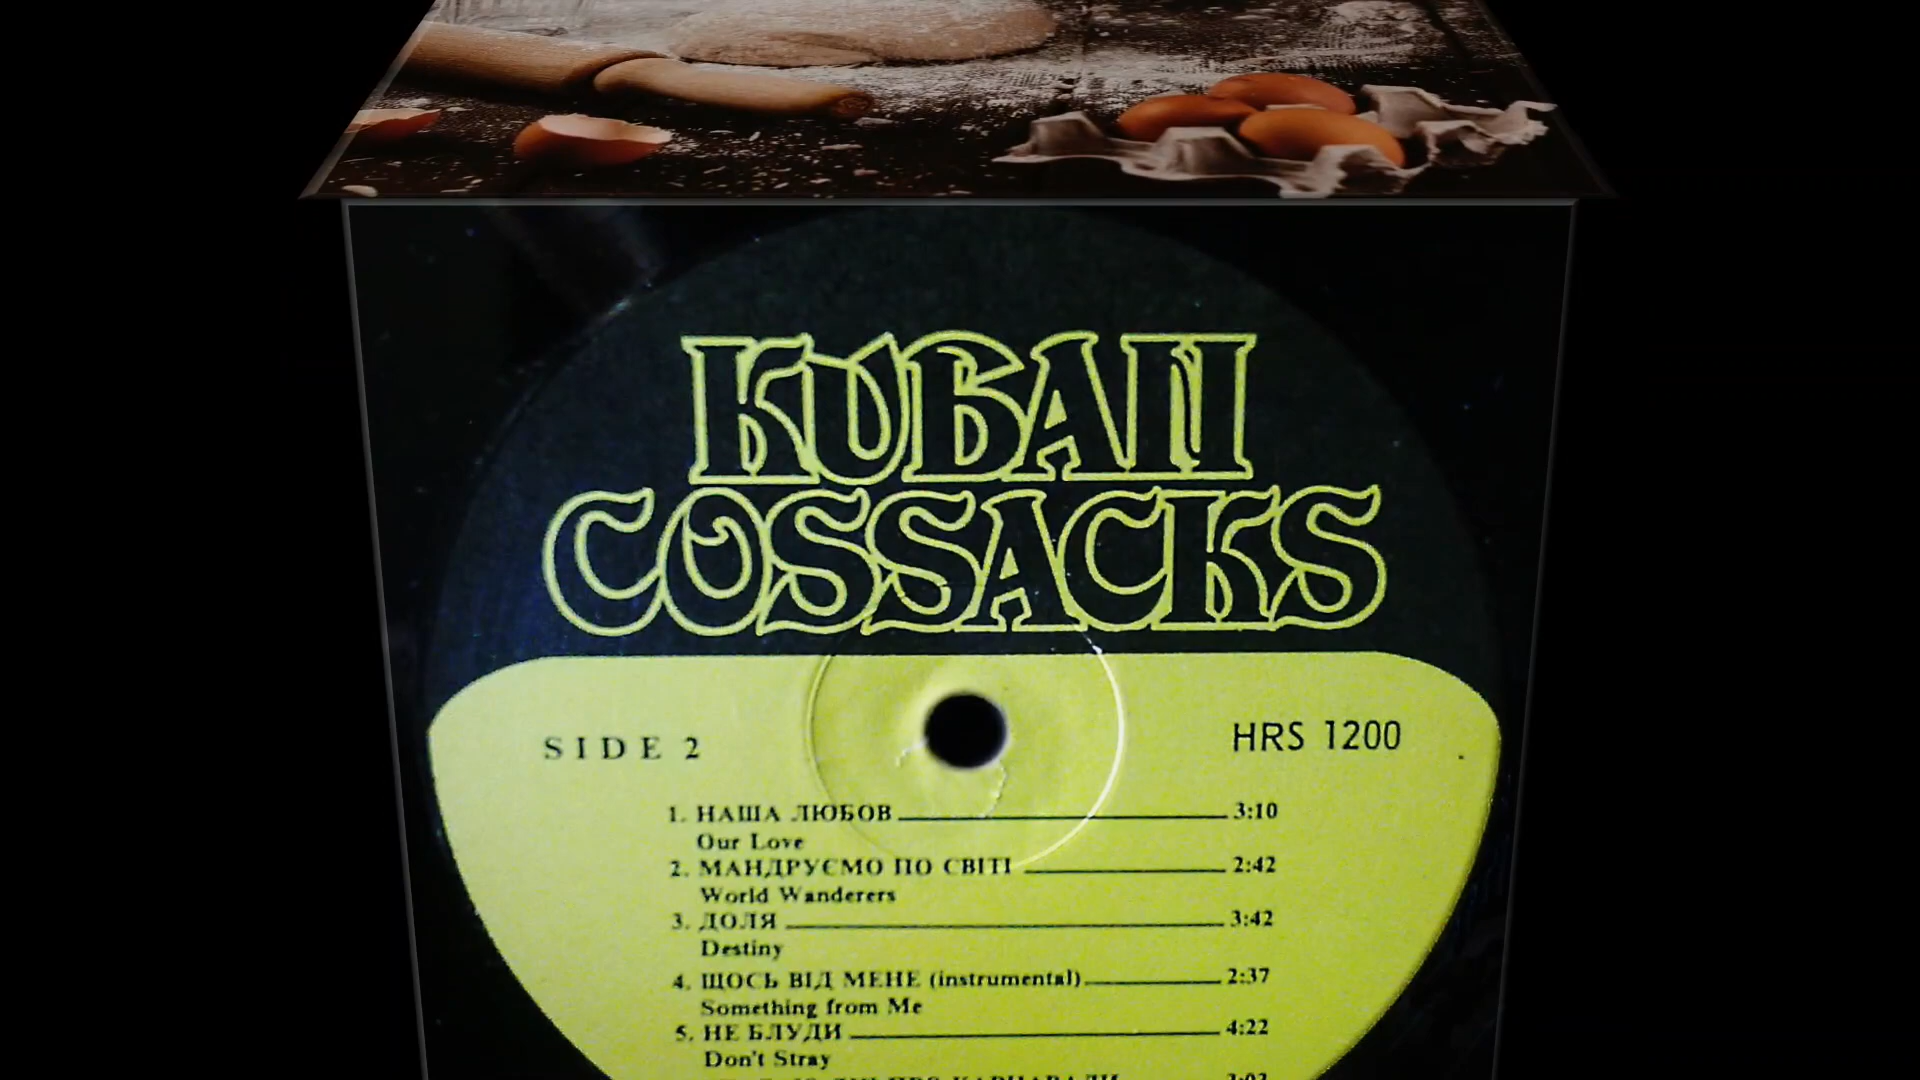 KUBAN
COSSACKS
SIDE 2
HRS 1200
1. НАША ЛЮБОВ 3:10
Our Love
2. МАНДРУЄМО ПО СВІТІ 2:42
World Wanderers
3. ДОЛЯ 3:42
Destiny
4. ЩОСЬ ВІД МЕНЕ (instrumental) 2:37
Something from Me
5. НЕ БЛУДИ 4:22
Don't Stray